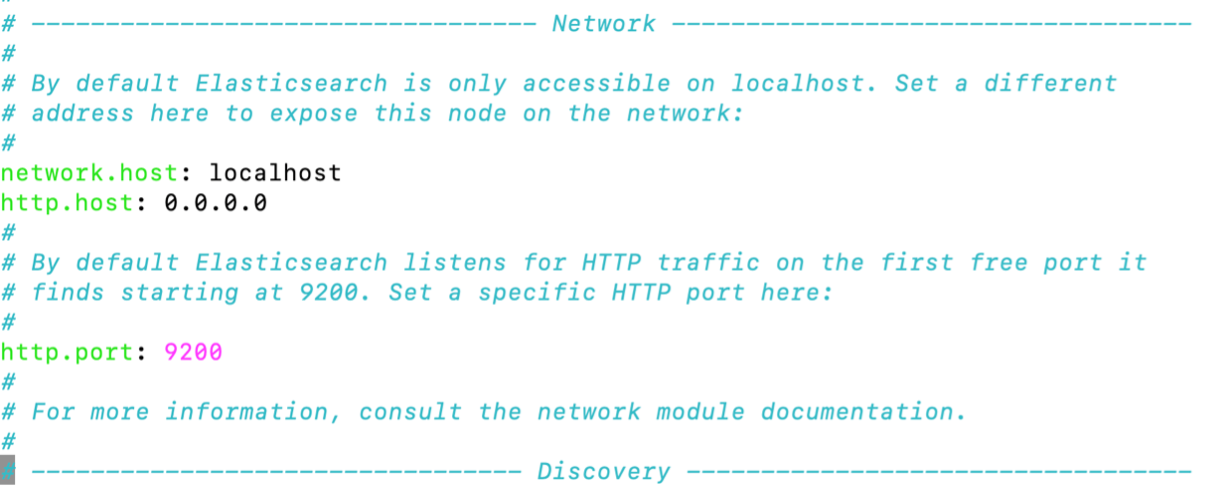 # ---------------------------------- Network -----------------------------------
#
# By default Elasticsearch is only accessible on localhost. Set a different
# address here to expose this node on the network:
#
network.host: localhost
http.host: 0.0.0.0
#
# By default Elasticsearch listens for HTTP traffic on the first free port it
# finds starting at 9200. Set a specific HTTP port here:
#
http.port: 9200
#
# For more information, consult the network module documentation.
#
# --------------------------------- Discovery ----------------------------------